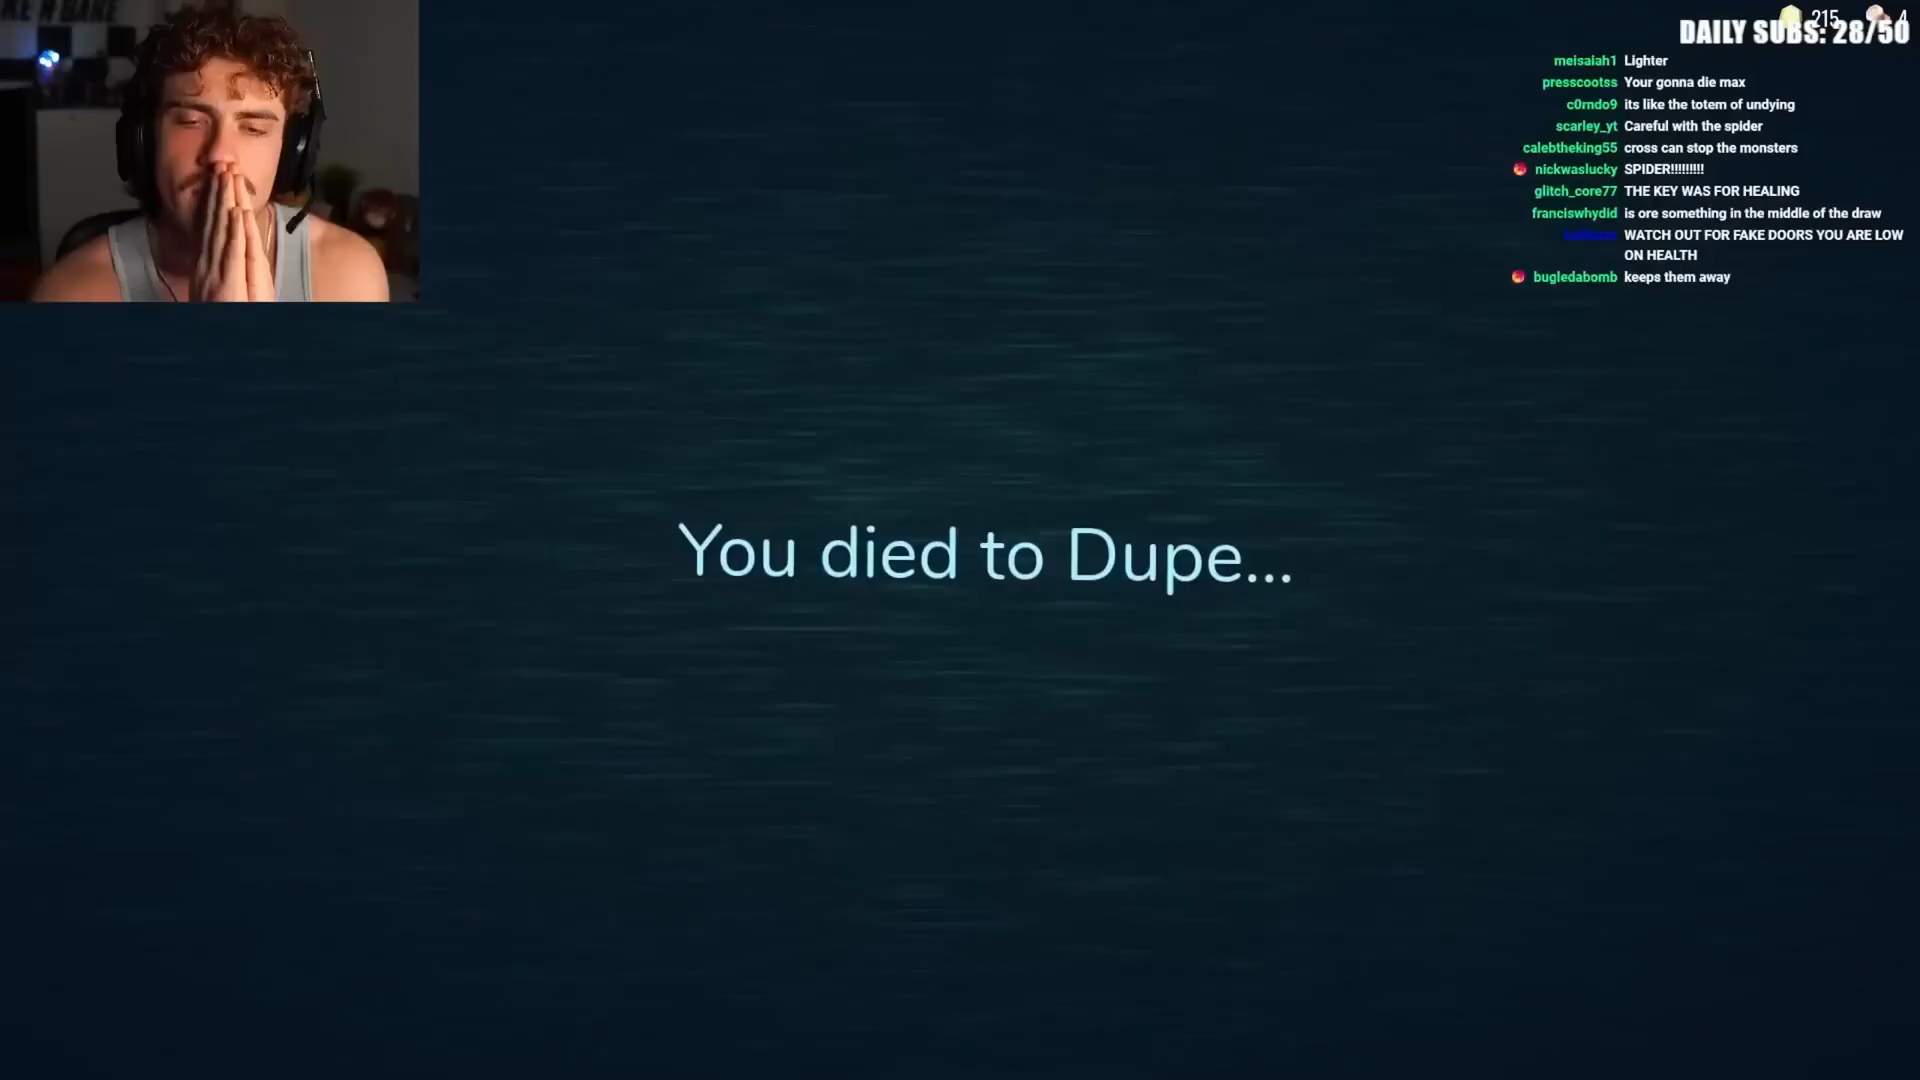 215 4
DAILY SUBS: 28/50
meisaiah1 Lighter
presscootss Your gonna die max
c0rndo9 its like the totem of undying
scarley_yt Careful with the spider
calebtheking55 cross can stop the monsters
nickwaslucky SPIDER!!!!!!!!!
glitch_core77 THE KEY WAS FOR HEALING
franciswhydid is ore something in the middle of the draw
WATCH OUT FOR FAKE DOORS YOU ARE LOW
ON HEALTH
bugledabomb keeps them away
You died to Dupe...